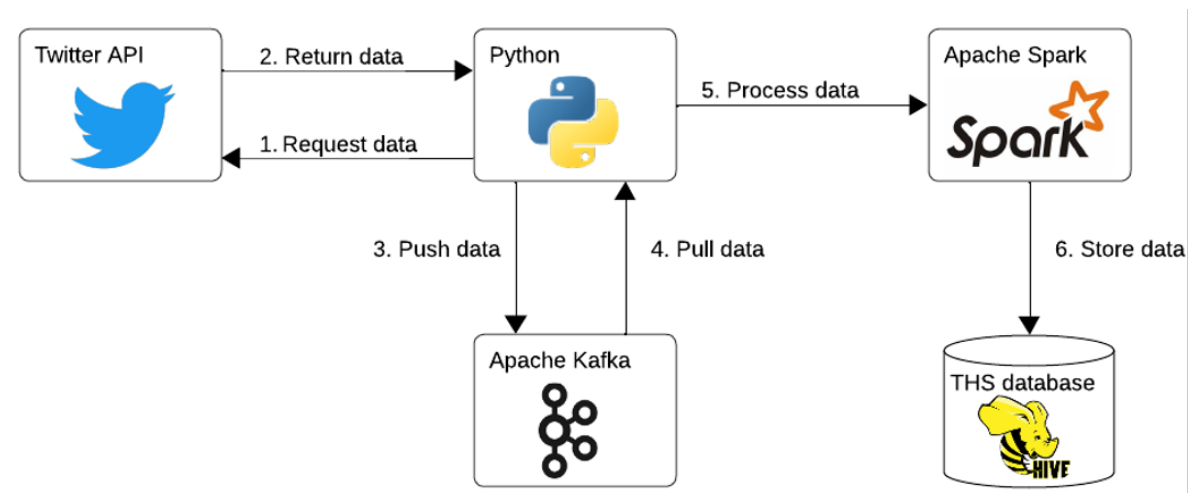 Twitter API
2. Return data
1. Request data
Python
5. Process data
Apache Spark
Spark
3. Push data
4. Pull data
6. Store data
Apache Kafka
THS database
HIVE